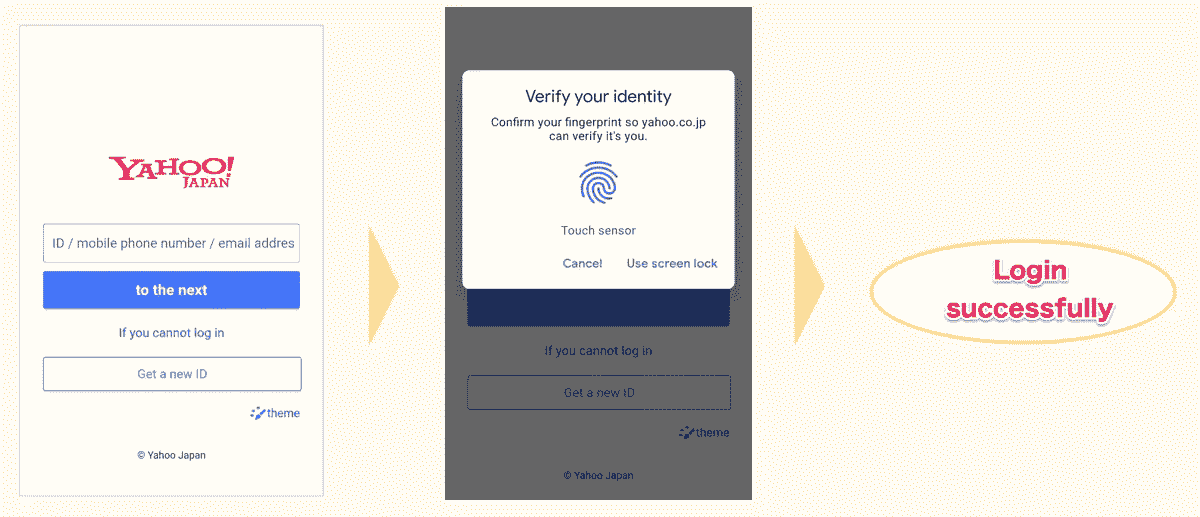 YAHOO!
JAPAN
ID / mobile phone number / email addres
to the next
If you cannot log in
Get a new ID
theme
© Yahoo Japan
Verify your identity
Confirm your fingerprint so yahoo.co.jp
can verify it's you.
Touch sensor
Cancel Use screen lock
If you cannot log in
Get a new ID
theme
© Yahoo Japan
Login
successfully